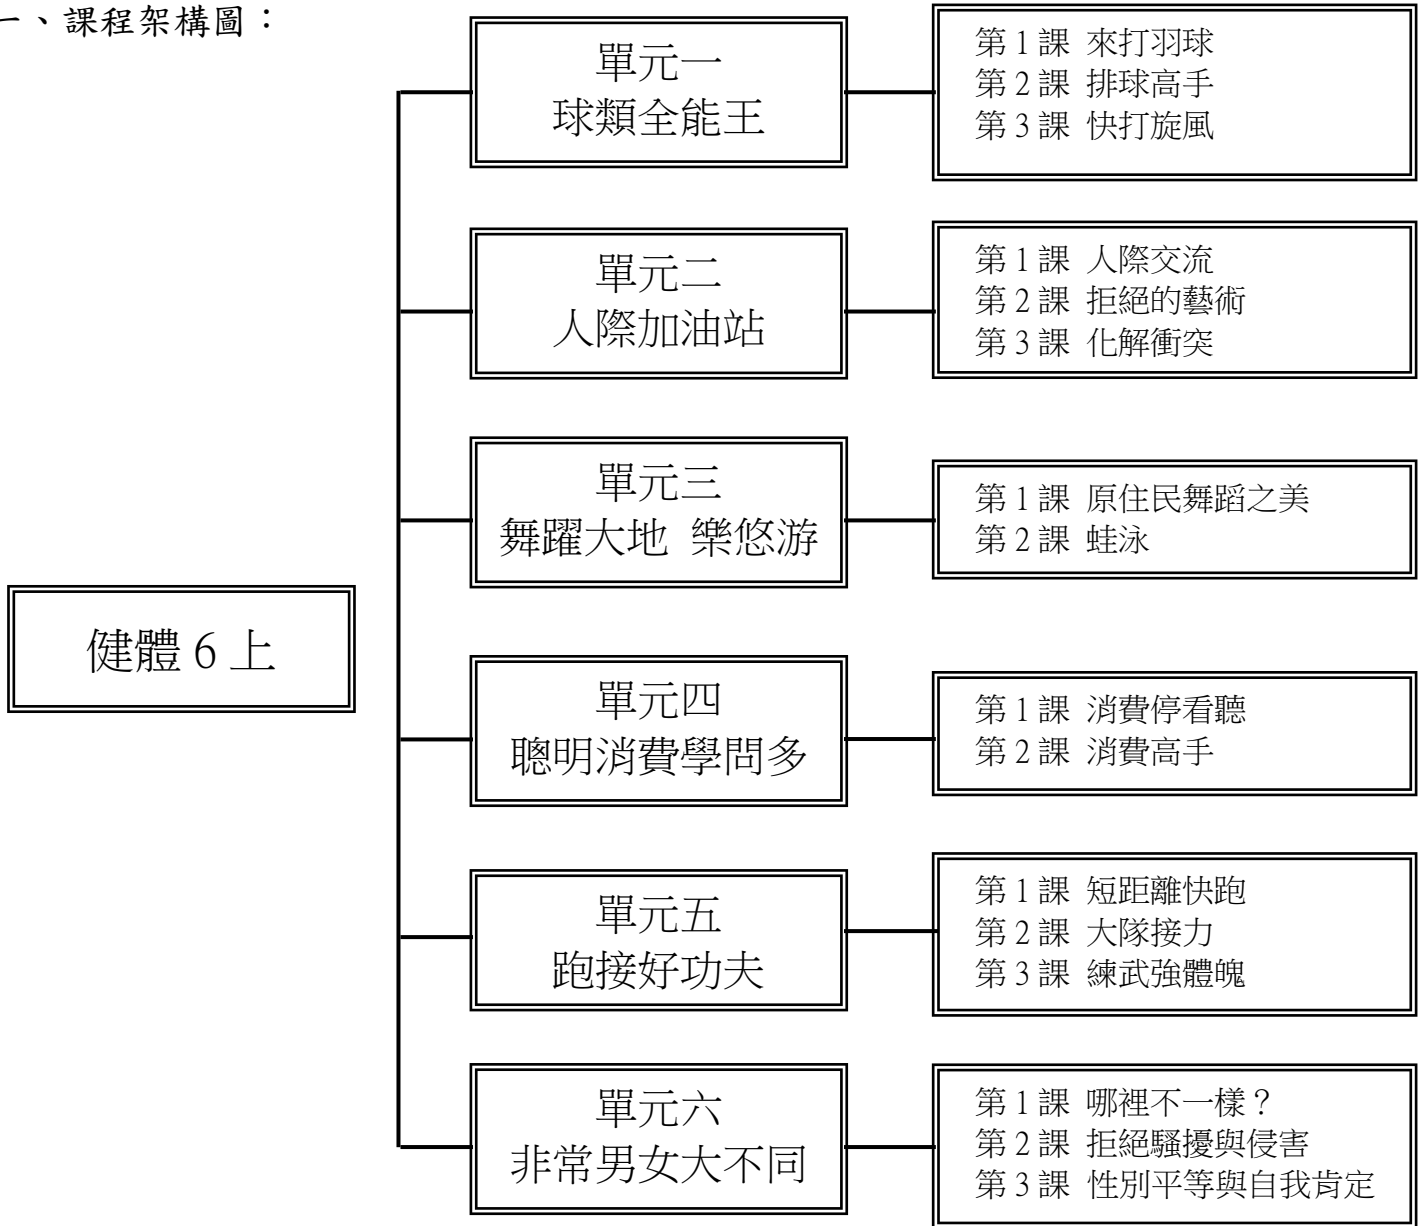 一、課程架構圖：
健體 6 上
單元一
球類全能王
第 1 課 來打羽球
第 2 課 排球高手
第 3 課 快打旋風
單元二
人際加油站
第 1 課 人際交流
第 2 課 拒絕的藝術
第 3 課 化解衝突
單元三
舞躍大地 樂悠游
第 1 課 原住民舞蹈之美
第 2 課 蛙泳
單元四
聰明消費學問多
第 1 課 消費停看聽
第 2 課 消費高手
單元五
跑接好功夫
第 1 課 短距離快跑
第 2 課 大隊接力
第 3 課 練武強體魄
單元六
非常男女大不同
第 1 課 哪裡不一樣？
第 2 課 拒絕騷擾與侵害
第 3 課 性別平等與自我肯定